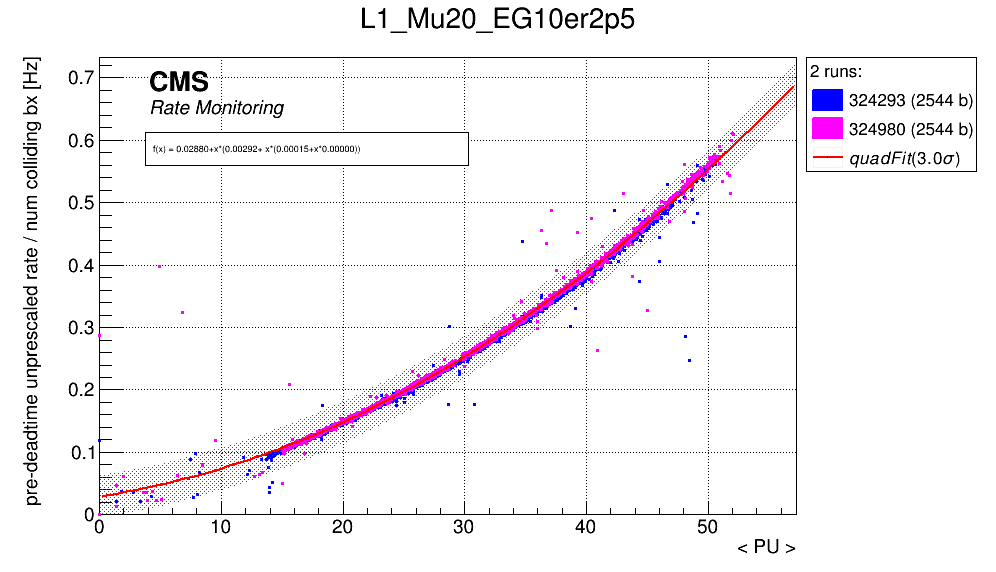 L1_Mu20_EG10er2p5
pre-deadtime unprescaled rate / num colliding bx [Hz]
CMS
Rate Monitoring
f(x) = 0.02880+x*(0.00292+ x*(0.00015+x*0.00000))
2 runs:
324293 (2544 b)
324980 (2544 b)
quadFit(3.0σ)
0.7
0.6
0.5
0.4
0.3
0.2
0.1
0
0 10 20 30 40 50
< PU >